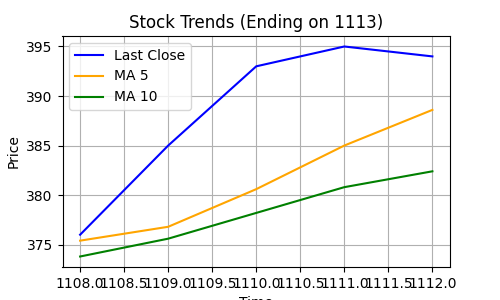 Stock Trends (Ending on 1113)
Last Close
MA 5
MA 10
Price
395
390
385
380
375
1108.0 1108.5 1109.0 1109.5 1110.0 1110.5 1111.0 1111.5 1112.0
Time